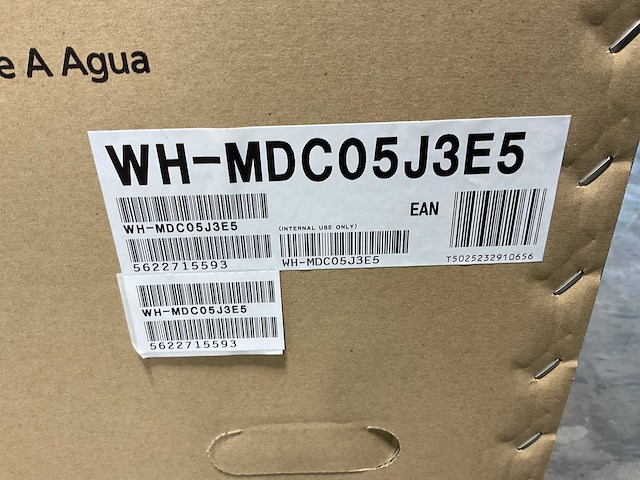 e A Agua
WH-MDC05J3E5
WH-MDC05J3E5
5622715593
(INTERNAL USE ONLY)
WH-MDC05J3E5
EAN
T5025232910656
WH-MDC05J3E5
5622715593